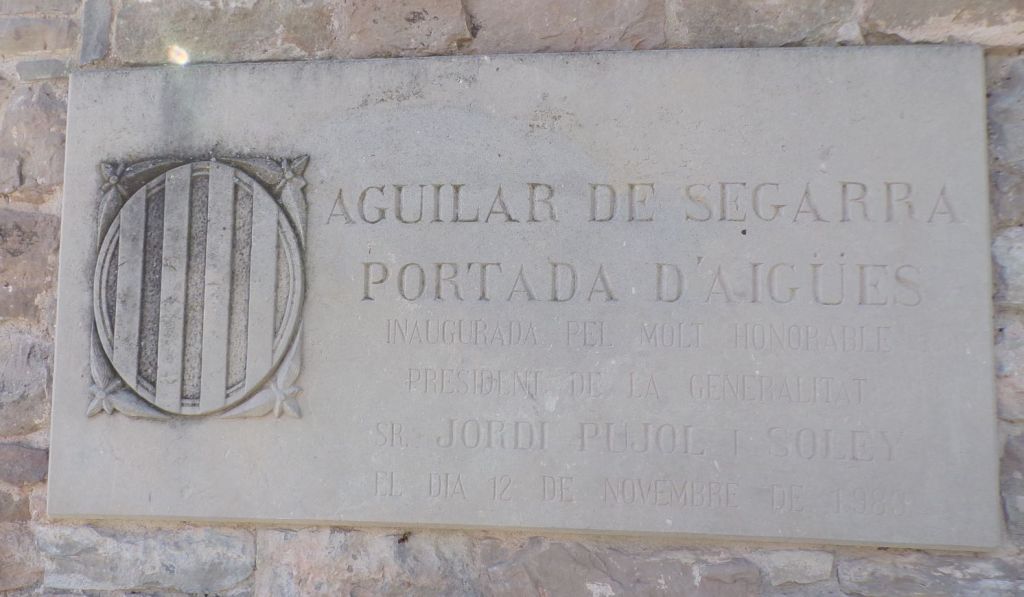 AGUILAR DE SEGARRA
PORTADA D'AIGÜES
INAUGURADA PEL MOLT HONORABLE
PRESIDENT DE LA GENERALITAT
SR. JORDI PUJOL I SOLEY
EL DIA 12 DE NOVEMBRE DE